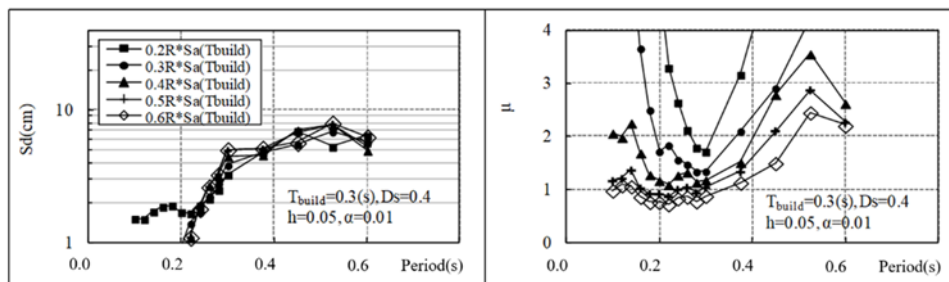 Sd(cm)
10
1
0.2R*Sa(Tbuild)
0.3R*Sa(Tbuild)
0.4R*Sa(Tbuild)
0.5R*Sa(Tbuild)
0.6R*Sa(Tbuild)
Tbuild=0.3(s), Ds=0.4
h=0.05, α=0.01
0.0 0.2 0.4 0.6 Period(s)
μ
4
3
2
1
0
Tbuild=0.3(s), Ds=0.4
h=0.05, α=0.01
0.0 0.2 0.4 0.6 Period(s)